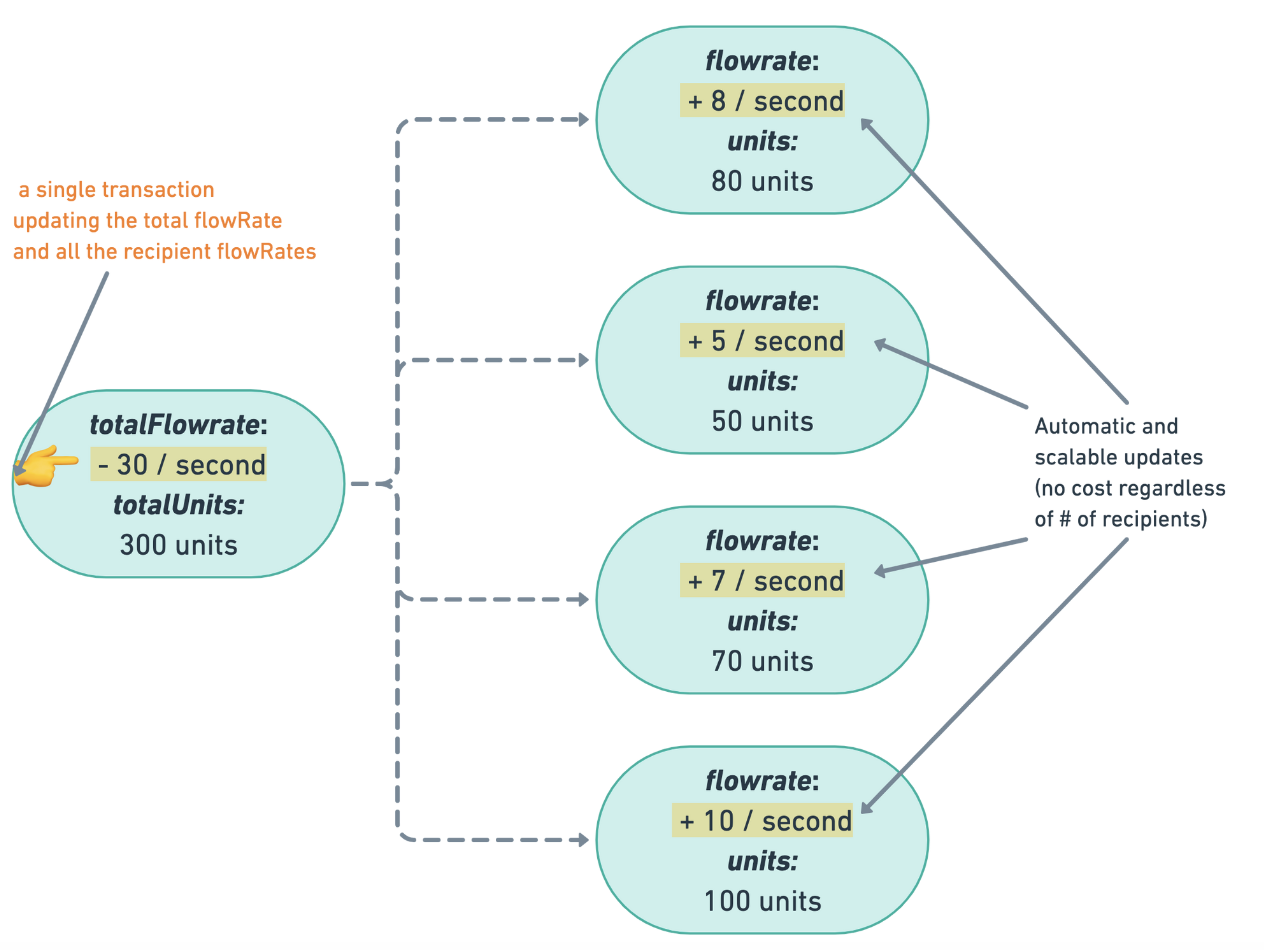 a single transaction
updating the total flowRate
and all the recipient flowRates
totalFlowrate:
- 30 / second
totalUnits:
300 units
flowrate:
+ 8 / second
units:
80 units
flowrate:
+ 5 / second
units:
50 units
flowrate:
+ 7 / second
units:
70 units
flowrate:
+ 10 / second
units:
100 units
Automatic and
scalable updates
(no cost regardless
of # of recipients)